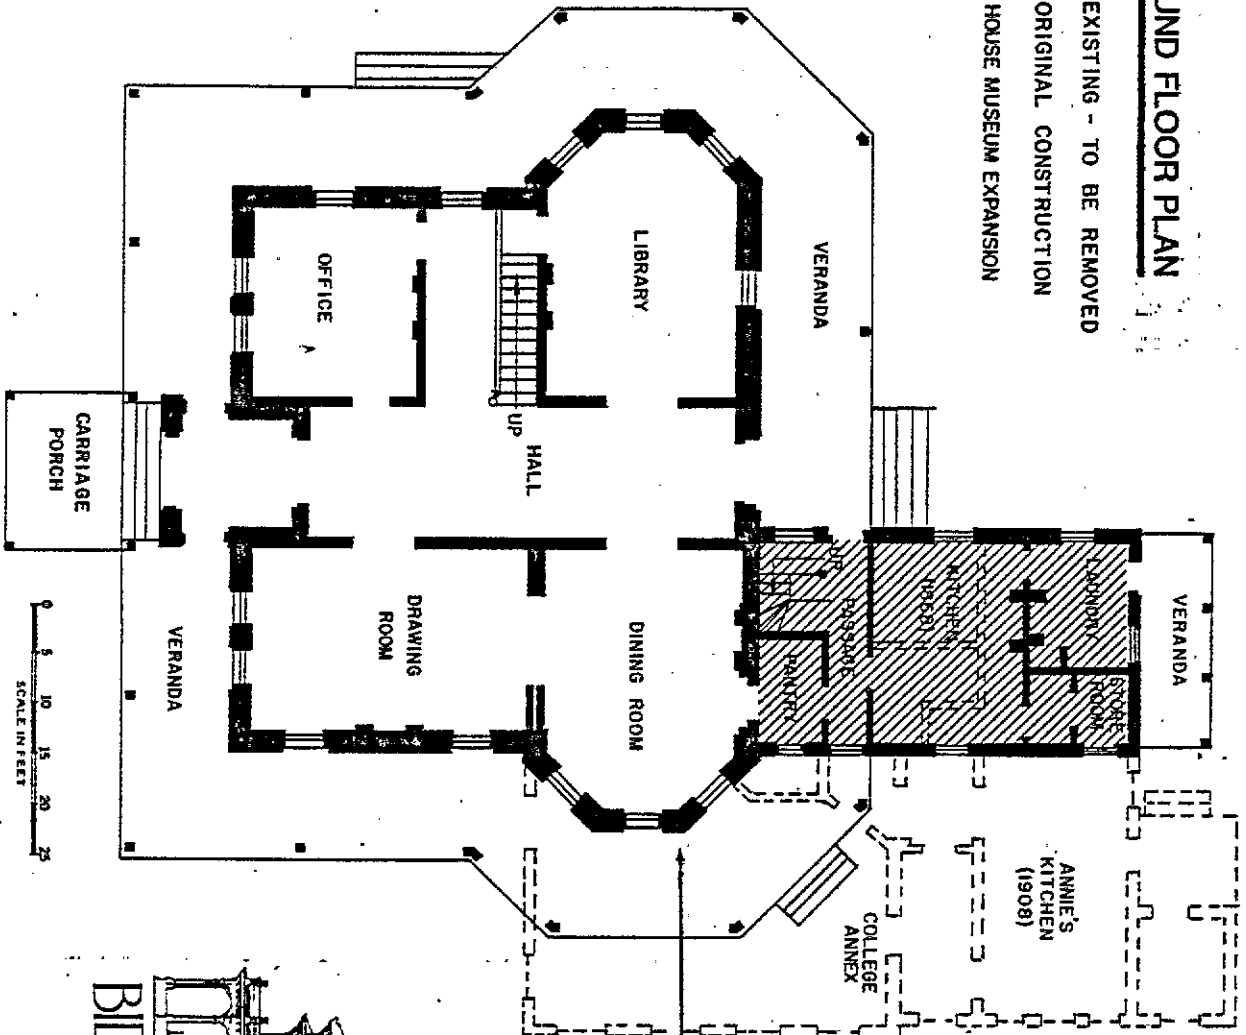 UND FLOOR PLAN
EXISTING - TO BE REMOVED
ORIGINAL CONSTRUCTION
HOUSE MUSEUM EXPANSION
VERANDA
LIBRARY
OFFICE
A
UP
HALL
CARRIAGE
PORCH
DRAWING
ROOM
DINING ROOM
VERANDA
UP
PASSAGE
PANTRY
KITCHEN
(1868)
LAUNDRY
STORE
ROOM
VERANDA
ANNIE'S
KITCHEN
(1908)
COLLEGE
ANNEX
0 5 10 15 20 25
SCALE IN FEET